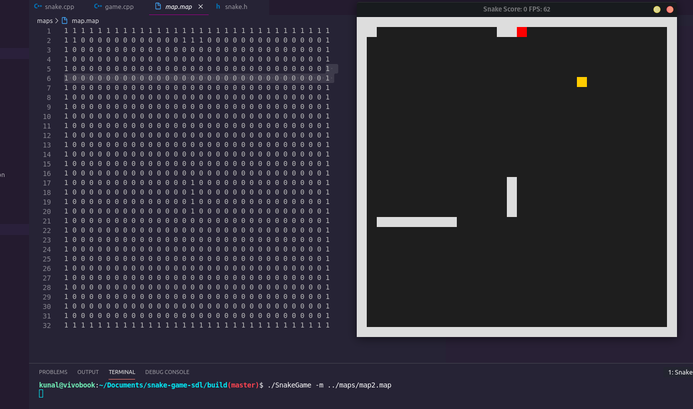 snake.cpp game.cpp map.map × snake.h
Snake Score: 0 FPS: 62
maps > map.map
1 1 1 1 1 1 1 1 1 1 1 1 1 1 1 1 1 1 1 1 1 1 1 1 1 1 1 1 1 1 1 1 1
2 1 1 0 0 0 0 0 0 0 0 0 0 0 0 1 1 1 0 0 0 0 0 0 0 0 0 0 0 0 0 0 0 1
3 1 0 0 0 0 0 0 0 0 0 0 0 0 0 0 0 0 0 0 0 0 0 0 0 0 0 0 0 0 0 0 0 1
4 1 0 0 0 0 0 0 0 0 0 0 0 0 0 0 0 0 0 0 0 0 0 0 0 0 0 0 0 0 0 0 0 1
5 1 0 0 0 0 0 0 0 0 0 0 0 0 0 0 0 0 0 0 0 0 0 0 0 0 0 0 0 0 0 0 0 1
6 1 0 0 0 0 0 0 0 0 0 0 0 0 0 0 0 0 0 0 0 0 0 0 0 0 0 0 0 0 0 0 0 1
7 1 0 0 0 0 0 0 0 0 0 0 0 0 0 0 0 0 0 0 0 0 0 0 0 0 0 0 0 0 0 0 0 1
8 1 0 0 0 0 0 0 0 0 0 0 0 0 0 0 0 0 0 0 0 0 0 0 0 0 0 0 0 0 0 0 0 1
9 1 0 0 0 0 0 0 0 0 0 0 0 0 0 0 0 0 0 0 0 0 0 0 0 0 0 0 0 0 0 0 0 1
10 1 0 0 0 0 0 0 0 0 0 0 0 0 0 0 0 0 0 0 0 0 0 0 0 0 0 0 0 0 0 0 0 1
11 1 0 0 0 0 0 0 0 0 0 0 0 0 0 0 0 0 0 0 0 0 0 0 0 0 0 0 0 0 0 0 0 1
12 1 0 0 0 0 0 0 0 0 0 0 0 0 0 0 0 0 0 0 0 0 0 0 0 0 0 0 0 0 0 0 0 1
13 1 0 0 0 0 0 0 0 0 0 0 0 0 0 0 0 0 0 0 0 0 0 0 0 0 0 0 0 0 0 0 0 1
14 1 0 0 0 0 0 0 0 0 0 0 0 0 0 0 0 0 0 0 0 0 0 0 0 0 0 0 0 0 0 0 0 1
15 1 0 0 0 0 0 0 0 0 0 0 0 0 0 0 0 0 0 0 0 0 0 0 0 0 0 0 0 0 0 0 0 1
16 1 0 0 0 0 0 0 0 0 0 0 0 0 0 0 0 0 0 0 0 0 0 0 0 0 0 0 0 0 0 0 0 1
17 1 0 0 0 0 0 0 0 0 0 0 0 0 0 0 1 0 0 0 0 0 0 0 0 0 0 0 0 0 0 0 0 1
18 1 0 0 0 0 0 0 0 0 0 0 0 0 0 0 1 0 0 0 0 0 0 0 0 0 0 0 0 0 0 0 0 1
19 1 0 0 0 0 0 0 0 0 0 0 0 0 0 0 1 0 0 0 0 0 0 0 0 0 0 0 0 0 0 0 0 1
20 1 0 0 0 0 0 0 0 0 0 0 0 0 0 0 1 0 0 0 0 0 0 0 0 0 0 0 0 0 0 0 0 1
21 1 0 0 0 0 0 0 0 0 0 0 0 0 0 0 0 0 0 0 0 0 0 0 0 0 0 0 0 0 0 0 0 1
22 1 0 0 0 0 0 0 0 0 0 0 0 0 0 0 0 0 0 0 0 0 0 0 0 0 0 0 0 0 0 0 0 1
23 1 0 0 0 0 0 0 0 0 0 0 0 0 0 0 0 0 0 0 0 0 0 0 0 0 0 0 0 0 0 0 0 1
24 1 0 0 0 0 0 0 0 0 0 0 0 0 0 0 0 0 0 0 0 0 0 0 0 0 0 0 0 0 0 0 0 1
25 1 0 0 0 0 0 0 0 0 0 0 0 0 0 0 0 0 0 0 0 0 0 0 0 0 0 0 0 0 0 0 0 1
26 1 0 0 0 0 0 0 0 0 0 0 0 0 0 0 0 0 0 0 0 0 0 0 0 0 0 0 0 0 0 0 0 1
27 1 0 0 0 0 0 0 0 0 0 0 0 0 0 0 0 0 0 0 0 0 0 0 0 0 0 0 0 0 0 0 0 1
28 1 0 0 0 0 0 0 0 0 0 0 0 0 0 0 0 0 0 0 0 0 0 0 0 0 0 0 0 0 0 0 0 1
29 1 0 0 0 0 0 0 0 0 0 0 0 0 0 0 0 0 0 0 0 0 0 0 0 0 0 0 0 0 0 0 0 1
30 1 0 0 0 0 0 0 0 0 0 0 0 0 0 0 0 0 0 0 0 0 0 0 0 0 0 0 0 0 0 0 0 1
31 1 0 0 0 0 0 0 0 0 0 0 0 0 0 0 0 0 0 0 0 0 0 0 0 0 0 0 0 0 0 0 0 1
32 1 1 1 1 1 1 1 1 1 1 1 1 1 1 1 1 1 1 1 1 1 1 1 1 1 1 1 1 1 1 1 1
on
PROBLEMS OUTPUT TERMINAL DEBUG CONSOLE 1: Snake
kunal@vivobook:~/Documents/snake-game-sdl/build(master)$ ./SnakeGame -m ../maps/map2.map